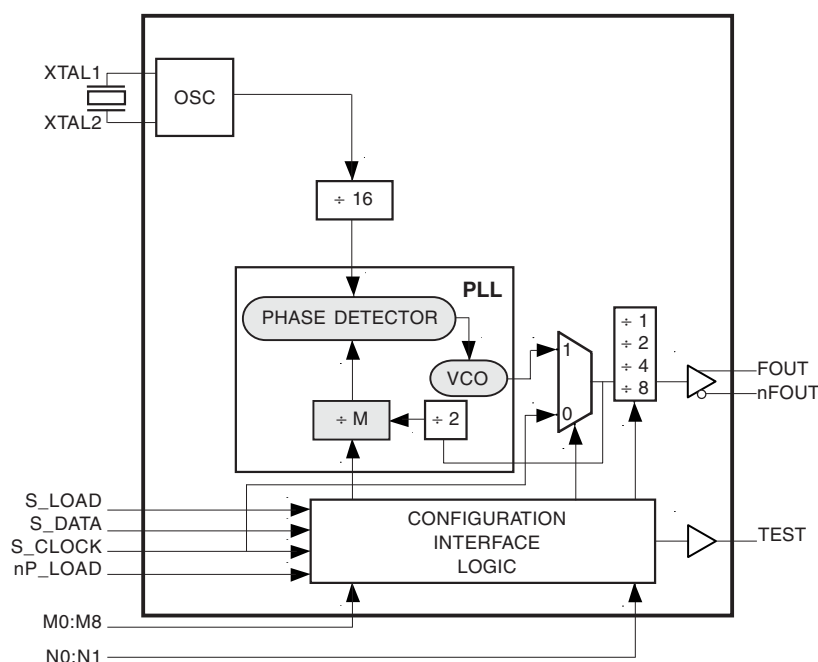 XTAL1
XTAL2
OSC
÷ 16
PLL
PHASE DETECTOR
VCO
÷ M
÷ 2
1
0
÷ 1
÷ 2
÷ 4
÷ 8
FOUT
nFOUT
S_LOAD
S_DATA
S_CLOCK
nP_LOAD
CONFIGURATION
INTERFACE
LOGIC
TEST
M0:M8
N0:N1